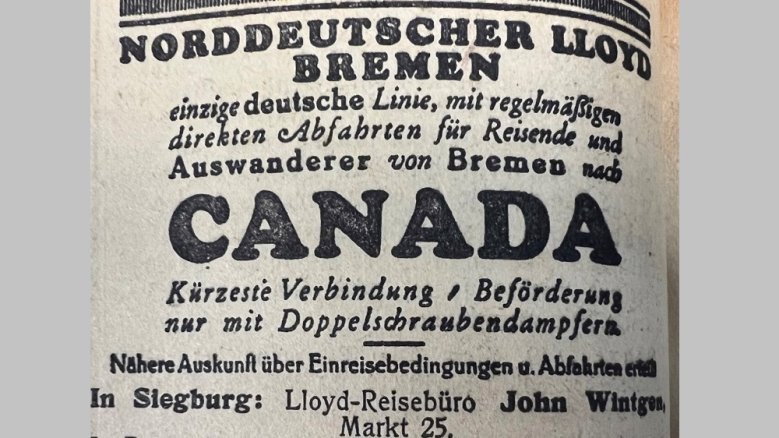 NORDDEUTSCHER LLOYD
BREMEN
einzige deutsche Linie, mit regelmäßigen
direkten Abfahrten für Reisende und
Auswanderer von Bremen nach
CANADA
Kürzeste Verbindung / Beförderung
nur mit Doppelschraubendampfern.
Nähere Auskunft über Einreisebedingungen u. Abfahrten erteilt
In Siegburg: Lloyd-Reisebüro John Wintgen,
Markt 25.